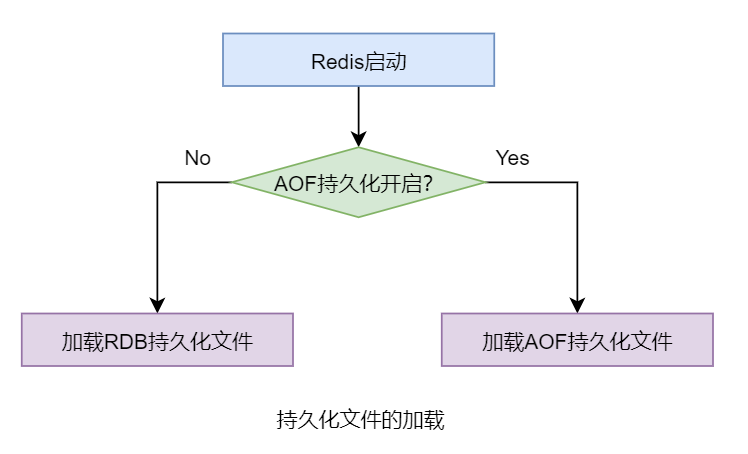 Redis启动
No
Yes
AOF持久化开启?
加载RDB持久化文件
加载AOF持久化文件
持久化文件的加载